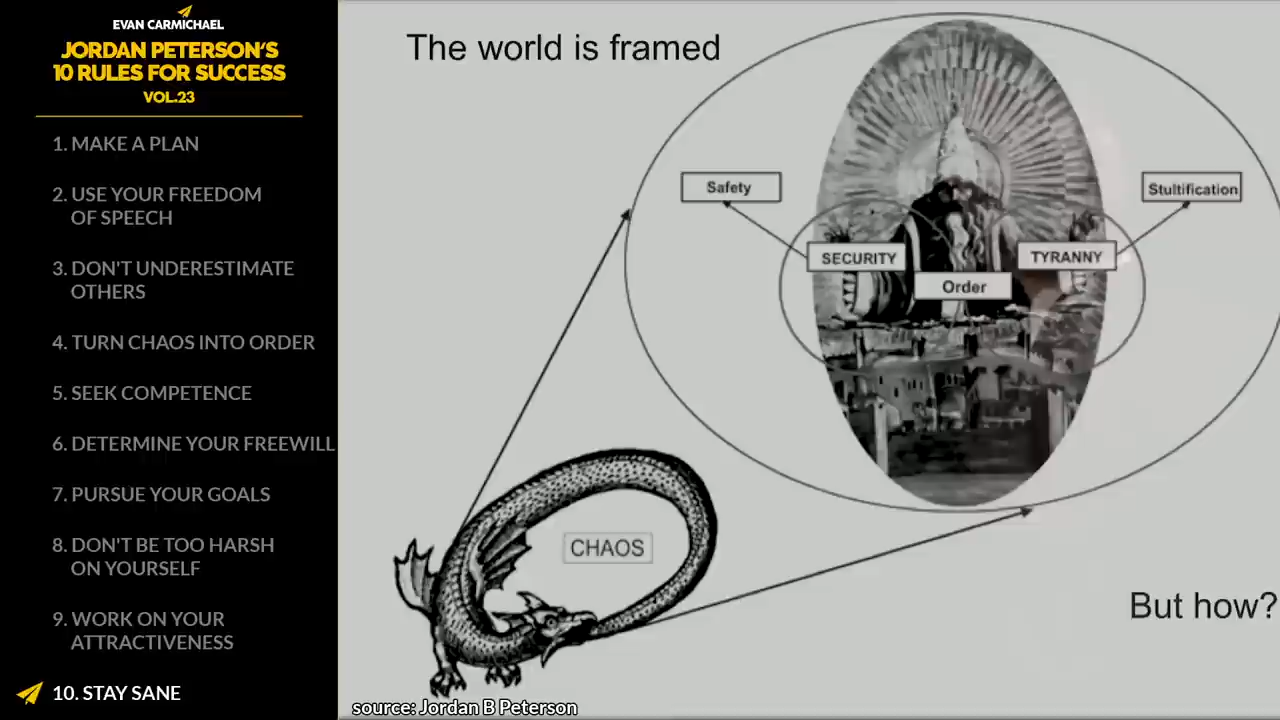 EVAN CARMICHAEL
JORDAN PETERSON'S
10 RULES FOR SUCCESS
VOL.23
1. MAKE A PLAN
2. USE YOUR FREEDOM
OF SPEECH
3. DON'T UNDERESTIMATE
OTHERS
4. TURN CHAOS INTO ORDER
5. SEEK COMPETENCE
6. DETERMINE YOUR FREEWILL
7. PURSUE YOUR GOALS
8. DON'T BE TOO HARSH
ON YOURSELF
9. WORK ON YOUR
ATTRACTIVENESS
10. STAY SANE
The world is framed
Safety
Stultification
SECURITY
TYRANNY
Order
CHAOS
But how?
source: Jordan B Peterson